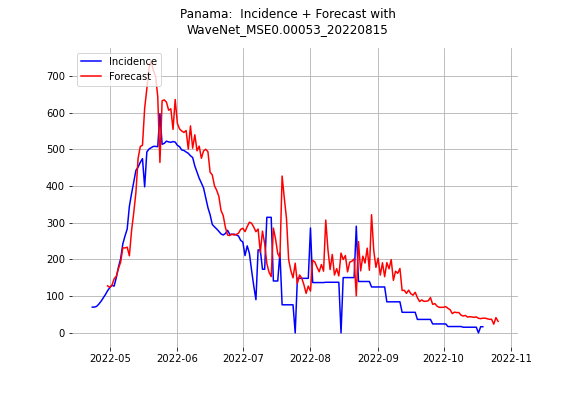 Panama:  Incidence + Forecast with
WaveNet_MSE0.00053_20220815
Incidence
Forecast
700
600
500
400
300
200
100
0
2022-05 2022-06 2022-07 2022-08 2022-09 2022-10 2022-11